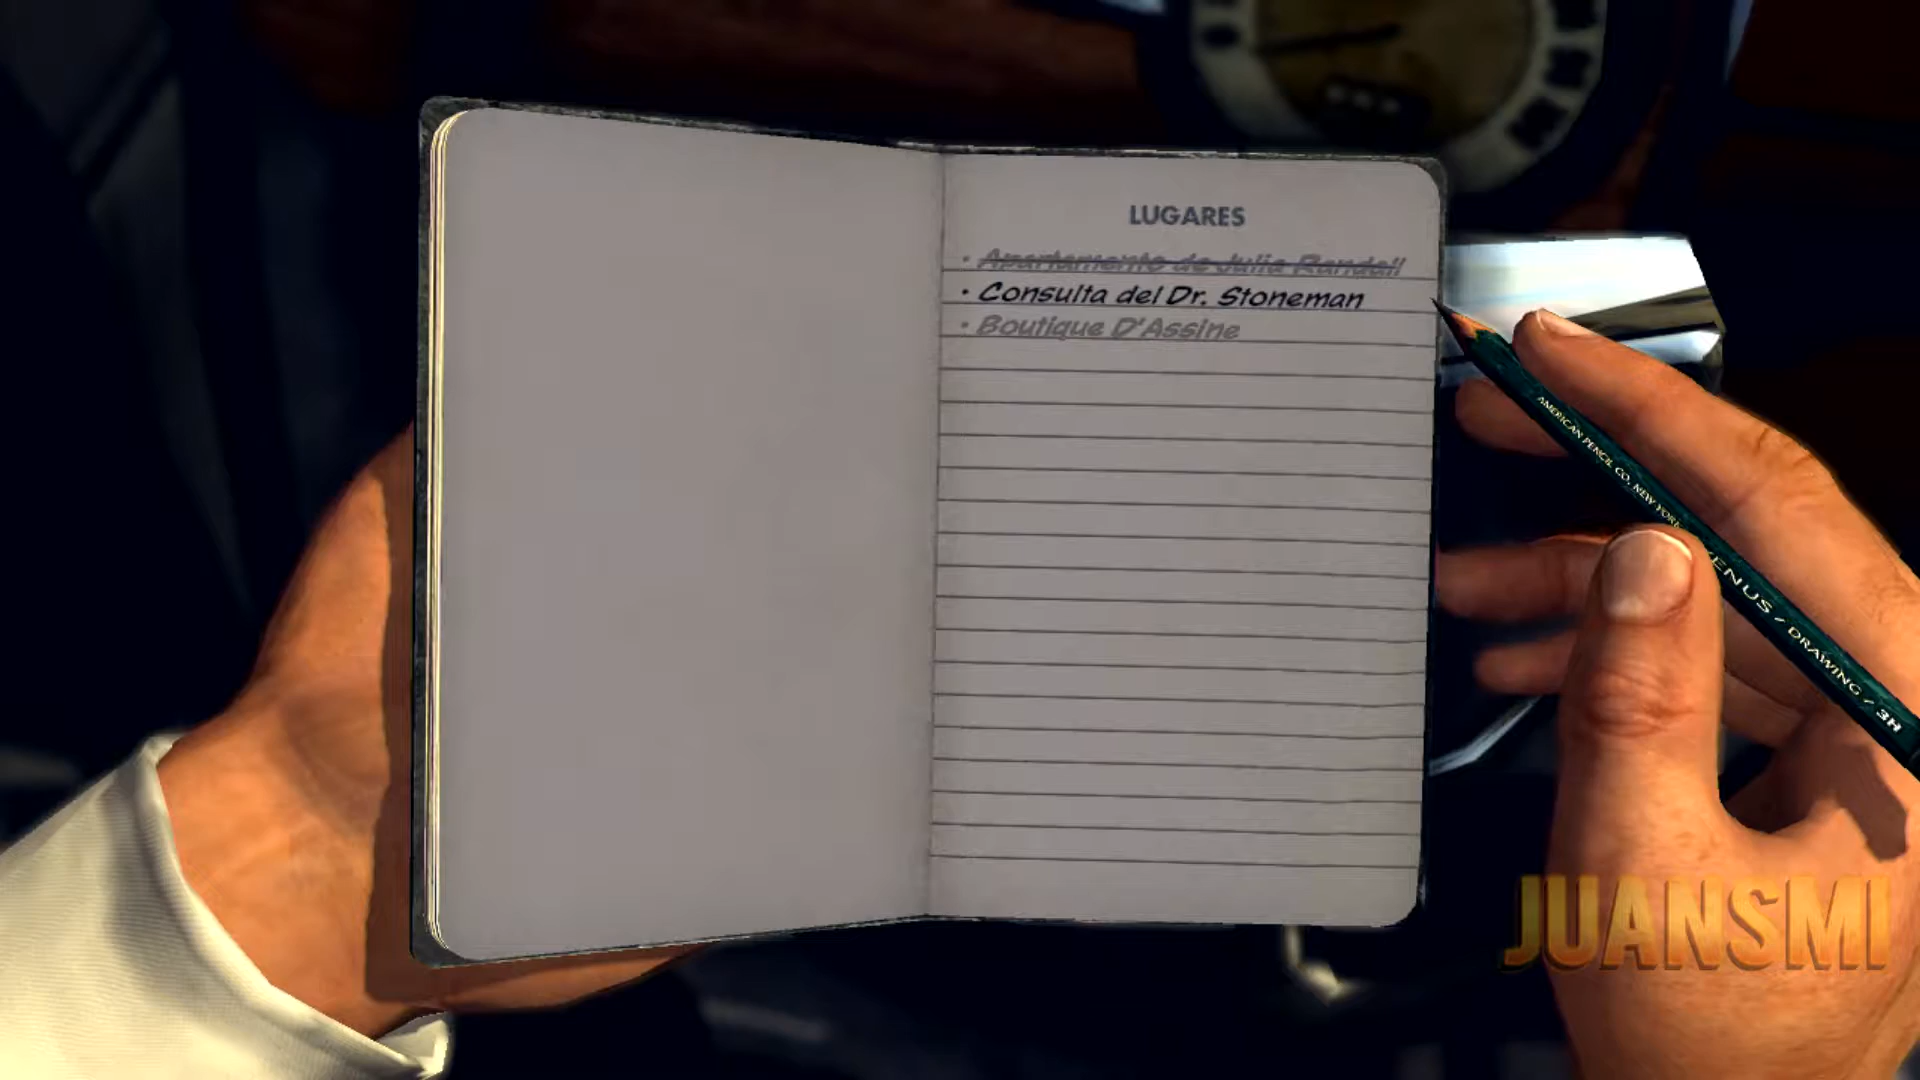 LUGARES
• Apartamento de Julia Randall
• Consulta del Dr. Stoneman
• Boutique D'Assine
AMERICAN PENCIL CO. NEW YORK
VENUS / DRAWING / 3H
JUANSMI